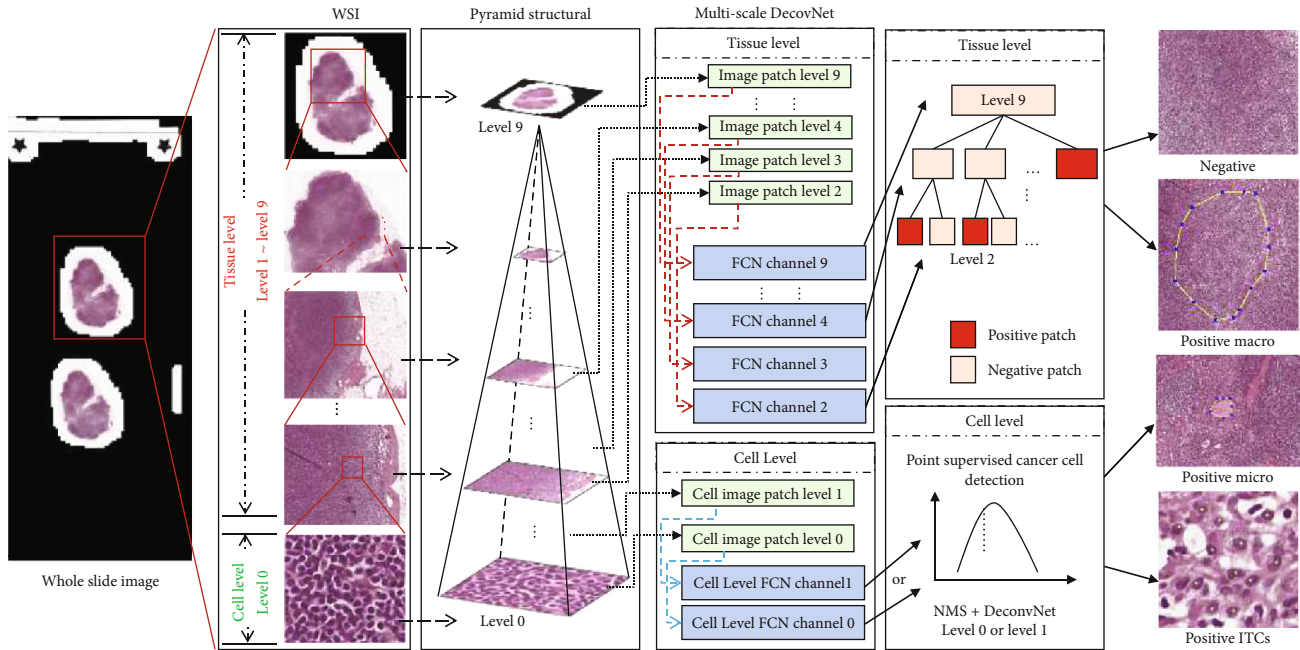 Whole slide image
WSI
Tissue level
Level 1 ~ level 9
Cell level
Level 0
Pyramid structural
Level 9
Level 0
Multi-scale DecovNet
Tissue level
Image patch level 9
Image patch level 4
Image patch level 3
Image patch level 2
FCN channel 9
FCN channel 4
FCN channel 3
FCN channel 2
Cell Level
Cell image patch level 1
Cell image patch level 0
Cell Level FCN channel1
Cell Level FCN channel 0
or
Tissue level
Level 9
Level 2
Positive patch
Negative patch
Cell level
Point supervised cancer cell
detection
NMS + DeconvNet
Level 0 or level 1
Negative
Positive macro
Positive micro
Positive ITCs